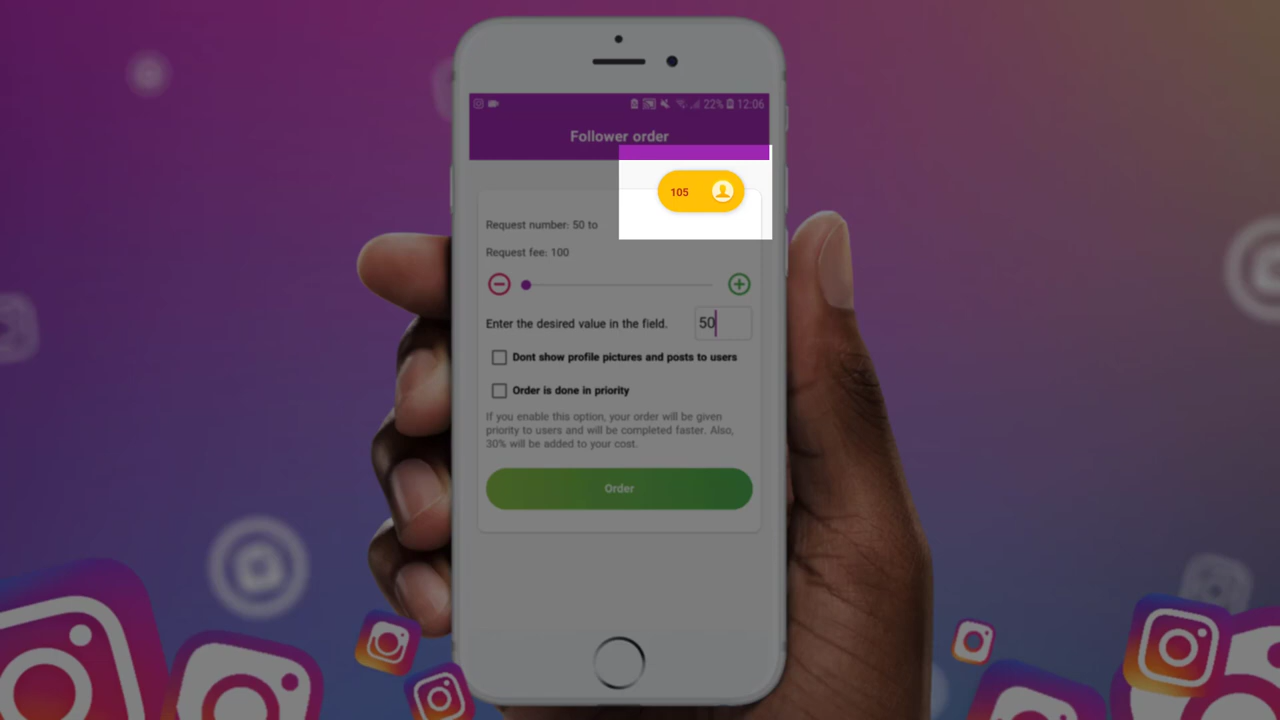 22% 12:06
Follower order
105
Request number: 50 to
Request fee: 100
Enter the desired value in the field.
50
Dont show profile pictures and posts to users
Order is done in priority
If you enable this option, your order will be given
priority to users and will be completed faster. Also,
30% will be added to your cost.
Order